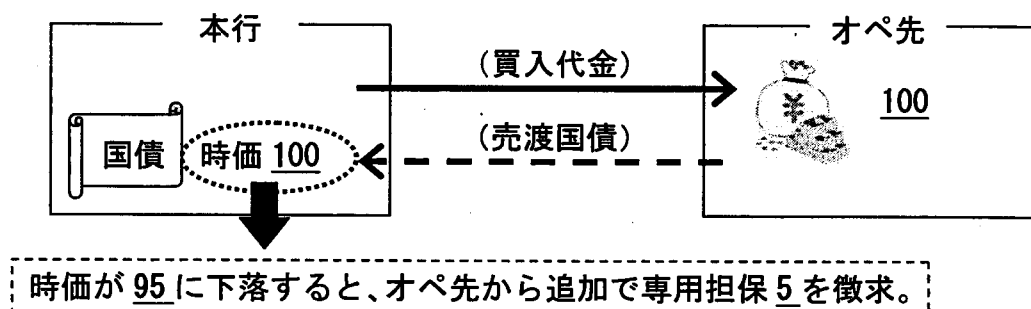 本行
オペ先
(買入代金)
¥
100
(売渡国債)
国債
時価 100
時価が 95 に下落すると、オペ先から追加で専用担保 5 を徴求。